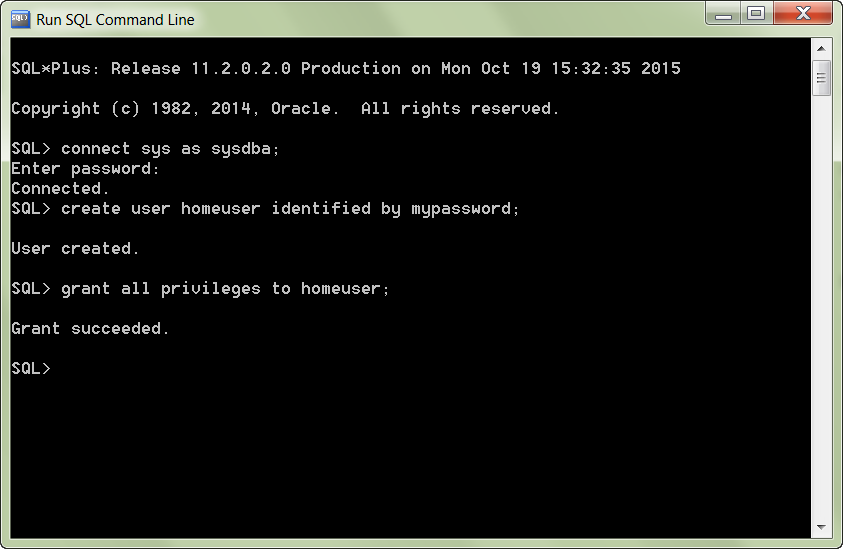 Run SQL Command Line
SQL*Plus: Release 11.2.0.2.0 Production on Mon Oct 19 15:32:35 2015
Copyright (c) 1982, 2014, Oracle.  All rights reserved.
SQL> connect sys as sysdba;
Enter password:
Connected.
SQL> create user homeuser identified by mypassword;
User created.
SQL> grant all privileges to homeuser;
Grant succeeded.
SQL>